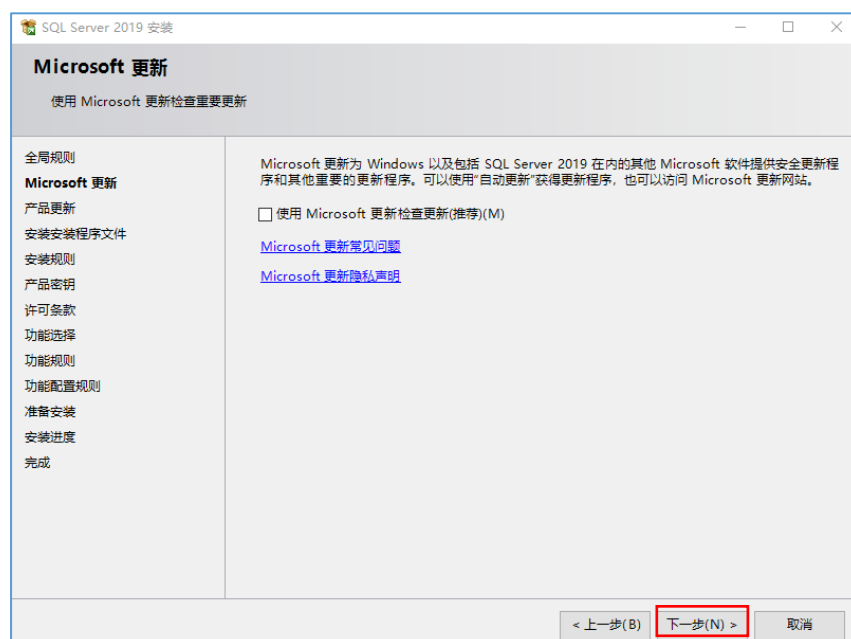 SQL Server 2019 安装
Microsoft 更新
使用 Microsoft 更新检查重要更新
全局规则
Microsoft 更新
产品更新
安装安装程序文件
安装规则
产品密钥
许可条款
功能选择
功能规则
功能配置规则
准备安装
安装进度
完成
Microsoft 更新为 Windows 以及包括 SQL Server 2019 在内的其他 Microsoft 软件提供安全更新程
序和其他重要的更新程序。可以使用“自动更新”获得更新程序，也可以访问 Microsoft 更新网站。
使用 Microsoft 更新检查更新(推荐)(M)
Microsoft 更新常见问题
Microsoft 更新隐私声明
< 上一步(B)
下一步(N) >
取消